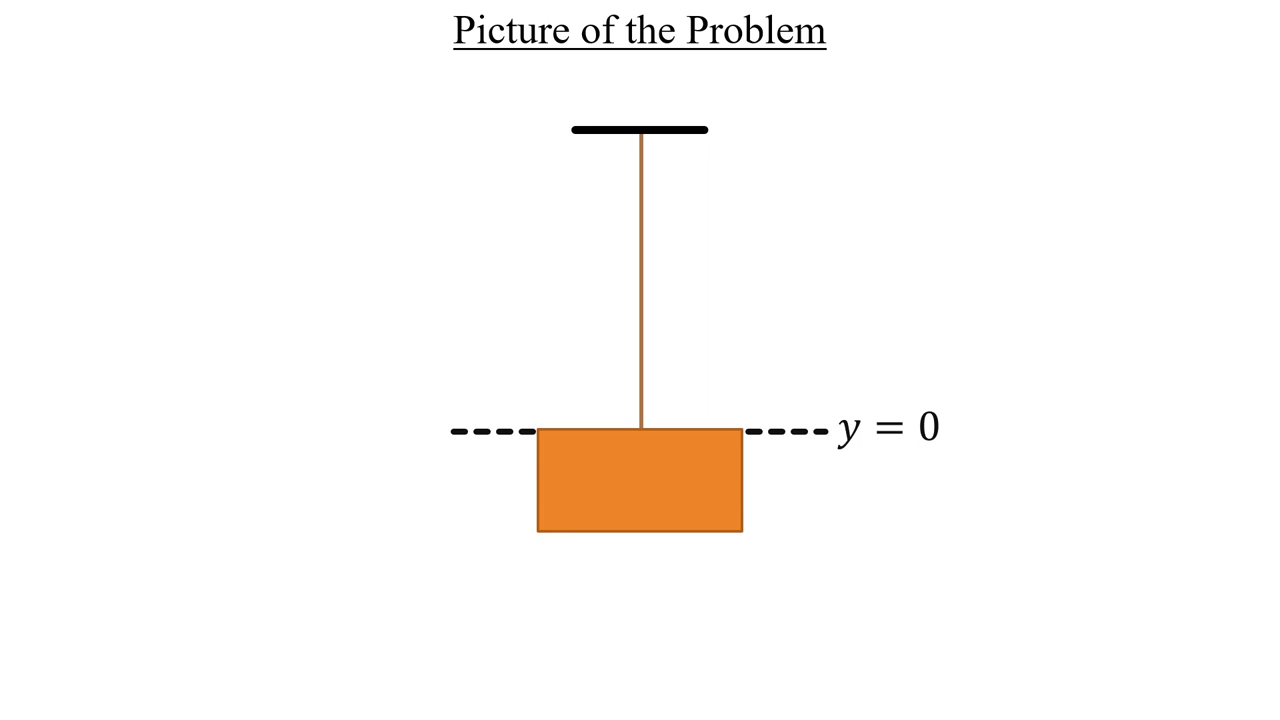 Picture of the Problem
y = 0